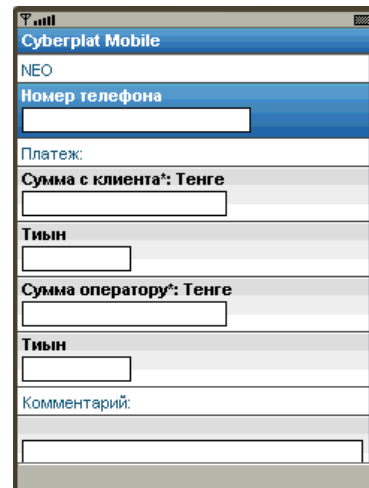 Cyberplat Mobile
NEO
Номер телефона
Платеж:
Сумма с клиента*: Тенге
Тиын
Сумма оператору*: Тенге
Тиын
Комментарий: